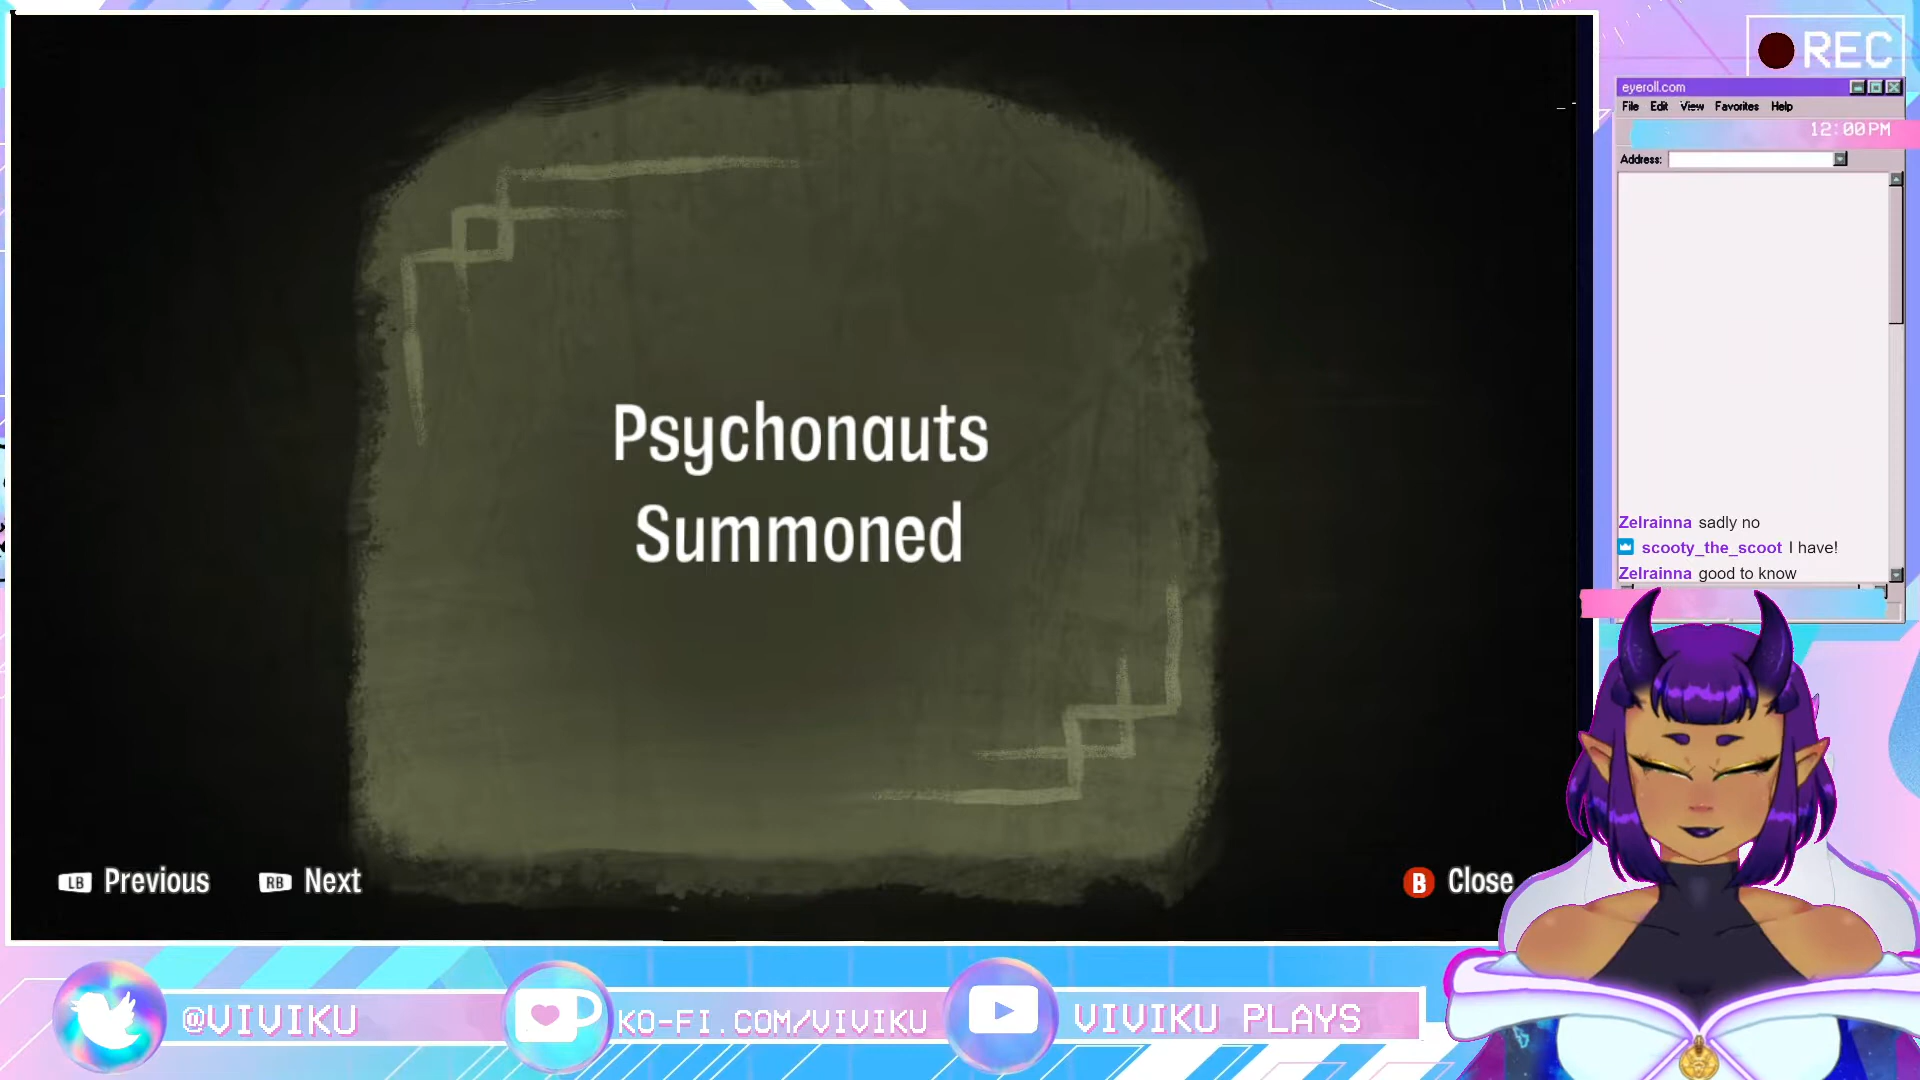 REC
eyeroll.com
File Edit View Favorites Help
12:00PM
Address:
Psychonauts
Summoned
Zelrainna sadly no
scooty_the_scoot I have!
Zelrainna good to know
LB Previous RB Next
B Close
@VIVIKU
KO-FI.COM/VIVIKU
VIVIKU PLAYS